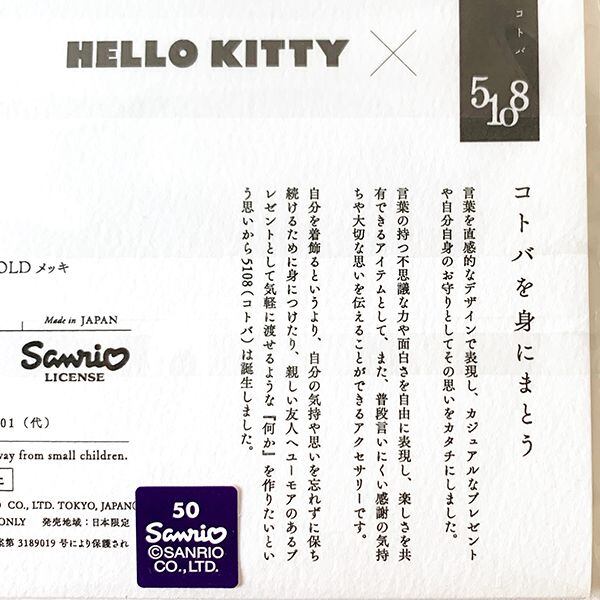 HELLO KITTY ×
コトバ
5108
コトバを身にまとう
言葉を直感的なデザインで表現し、カジュアルなプレゼント
や自分自身のお守りとしてその思いをカタチにしました。
言葉の持つ不思議な力や面白さを自由に表現し、楽しさを共
有できるアイテムとして、また、普段言いにくい感謝の気持
ちや大切な思いを伝えることができるアクセサリーです。
自分を着飾るというより、自分の気持や思いを忘れずに保ち
続けるために身につけたり、親しい友人へユーモアのあるプ
レゼントとして気軽に渡せるような『何か』を作りたいとい
う思いから5108（コトバ）は誕生しました。
OLD メッキ
Made in JAPAN
Sanrio
LICENSE
01（代）
way from small children.
CO., LTD. TOKYO, JAPAN
ONLY 発売地域：日本限定
第 3189019 号により保護され
50
Sanrio
©SANRIO
CO., LTD.